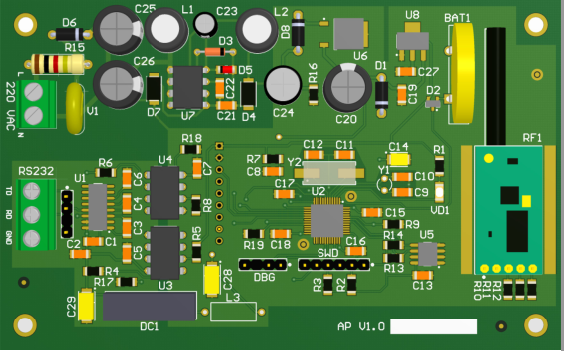 C25 L1 C23 L2
D6 D8 U8 BAT1
R15 D3 U6
L C26 D5 R16 D1 C27
220 VAC V1 C22 C19 D2
D7 U7 C21 D4 C24 C20
N
R18 RF1
RS232 U4 R7 C12 C11 C14 R1
R6 C7 C8 Y2 C10
U1 C6 C17 U2 Y1 C9
TD C4 R8 VD1
RD C15 R9
GND C3 R5 R19 C18 R14 U5
C2 C1 C5 C16
R4 DBG SWD R13
R17 U3 C28 R3 R2 C13 R10 R11 R12
C29 L3
DC1 AP V1.0